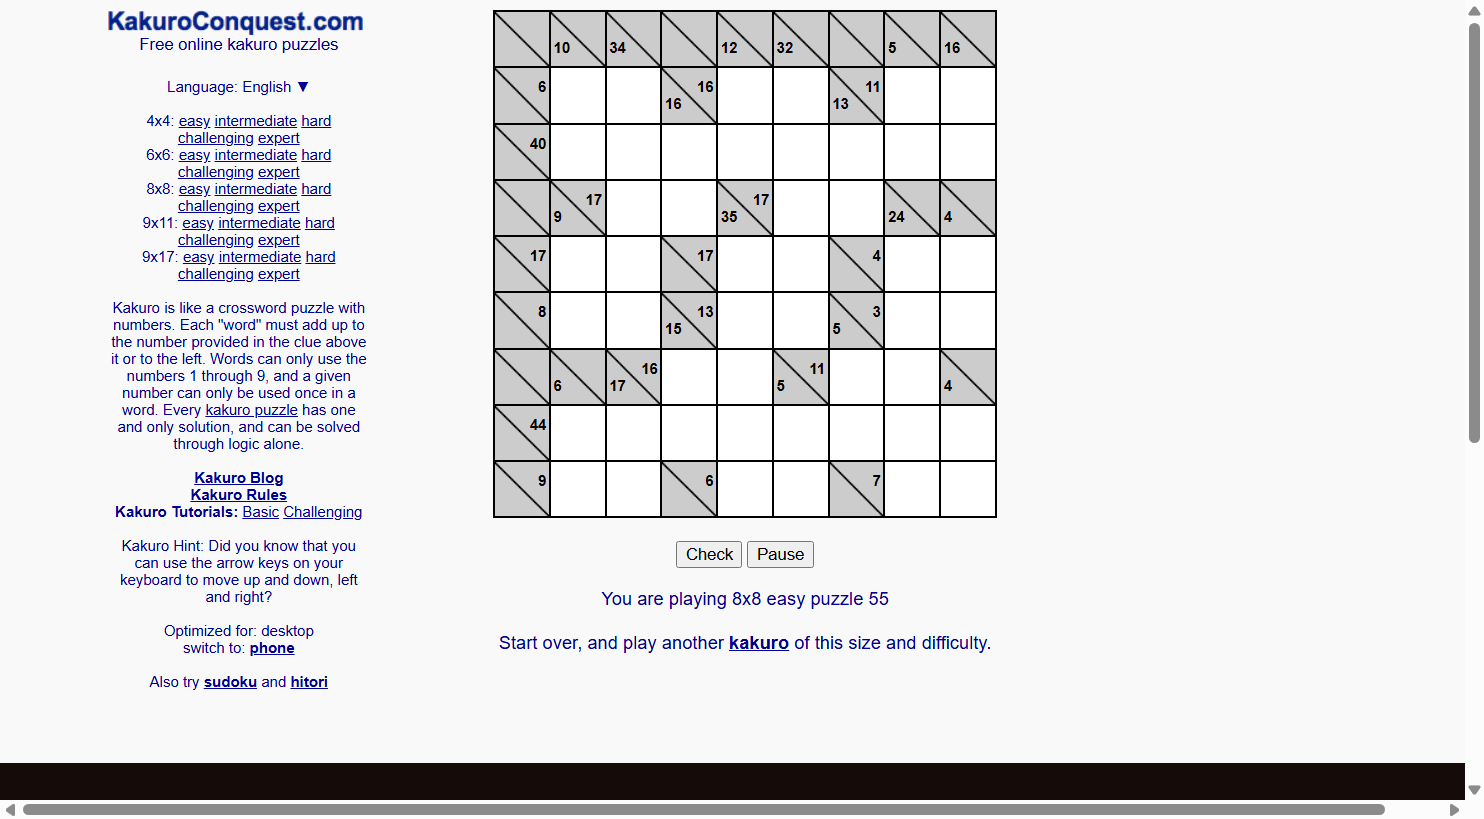 KakuroConquest.com
Free online kakuro puzzles
Language: English ▼
4x4: easy intermediate hard
challenging expert
6x6: easy intermediate hard
challenging expert
8x8: easy intermediate hard
challenging expert
9x11: easy intermediate hard
challenging expert
9x17: easy intermediate hard
challenging expert
Kakuro is like a crossword puzzle with
numbers. Each "word" must add up to
the number provided in the clue above
it or to the left. Words can only use the
numbers 1 through 9, and a given
number can only be used once in a
word. Every kakuro puzzle has one
and only solution, and can be solved
through logic alone.
Kakuro Blog
Kakuro Rules
Kakuro Tutorials: Basic Challenging
Kakuro Hint: Did you know that you
can use the arrow keys on your
keyboard to move up and down, left
and right?
Optimized for: desktop
switch to: phone
Also try sudoku and hitori
10 34 12 32 5 16
6 16 16 11 13
40
17 9 17 35 24 4
17 17 4
8 13 15 3 5
6 16 17 11 5 4
44
9 6 7
Check Pause
You are playing 8x8 easy puzzle 55
Start over, and play another kakuro of this size and difficulty.